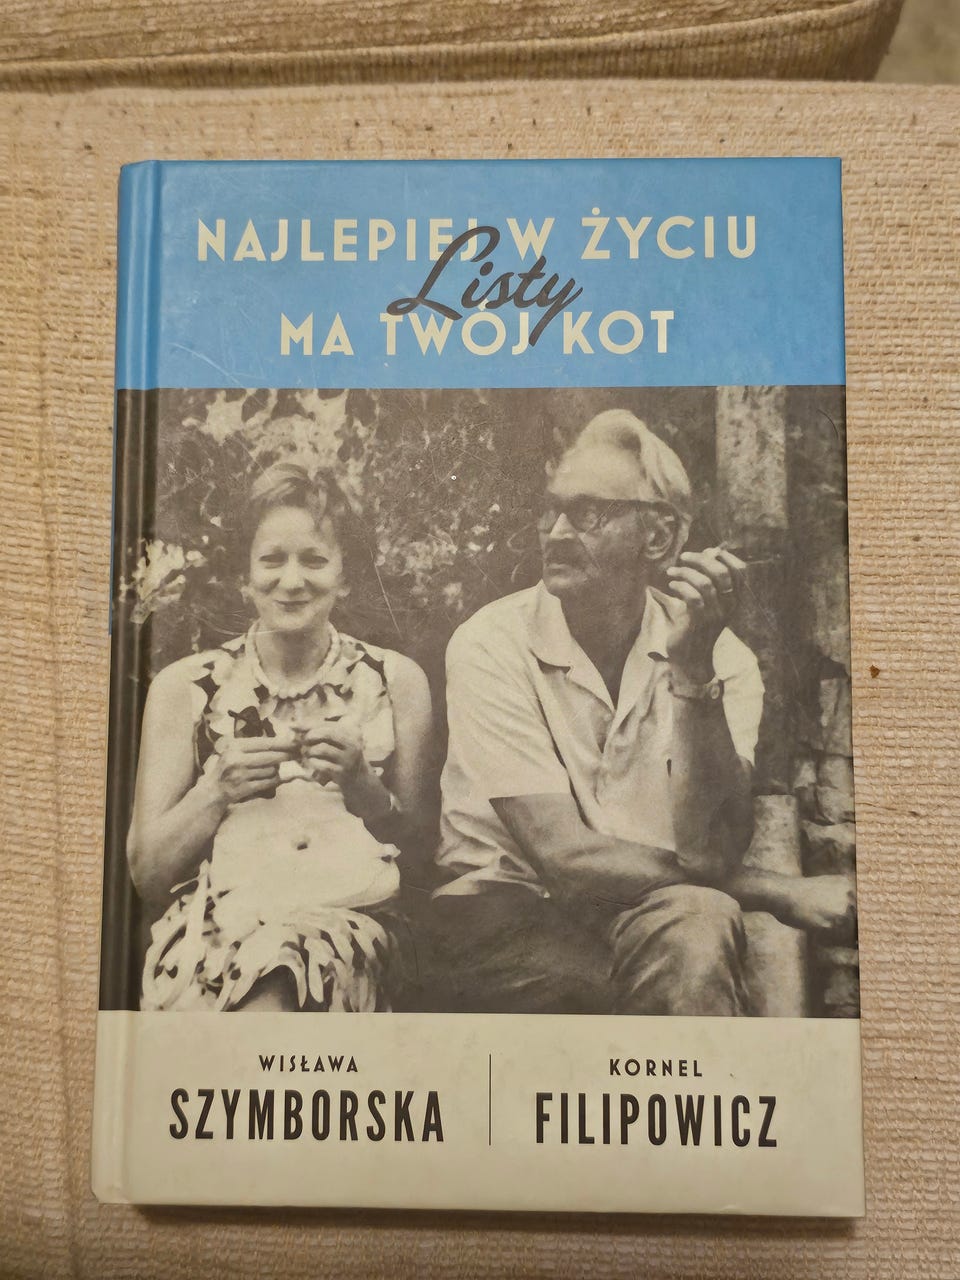 NAJLEPIEJ W ŻYCIU
Listy
MA TWÓJ KOT
WISŁAWA
SZYMBORSKA
KORNEL
FILIPOWICZ